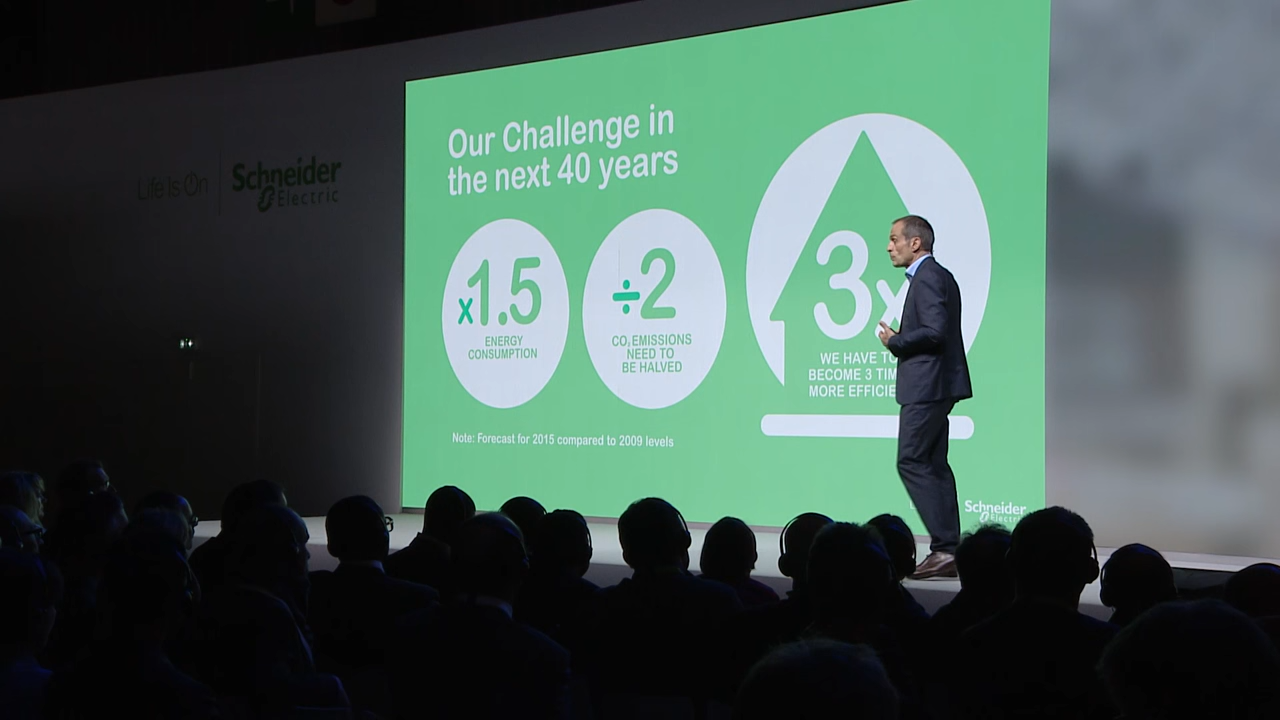 Life Is On
Schneider
Electric
Our Challenge in
the next 40 years
x1.5
ENERGY
CONSUMPTION
÷2
CO₂ EMISSIONS
NEED TO
BE HALVED
3x
WE HAVE TO
BECOME 3
MORE
Note: Forecast for 2015 compared to 2009 levels
Schneider
Electric